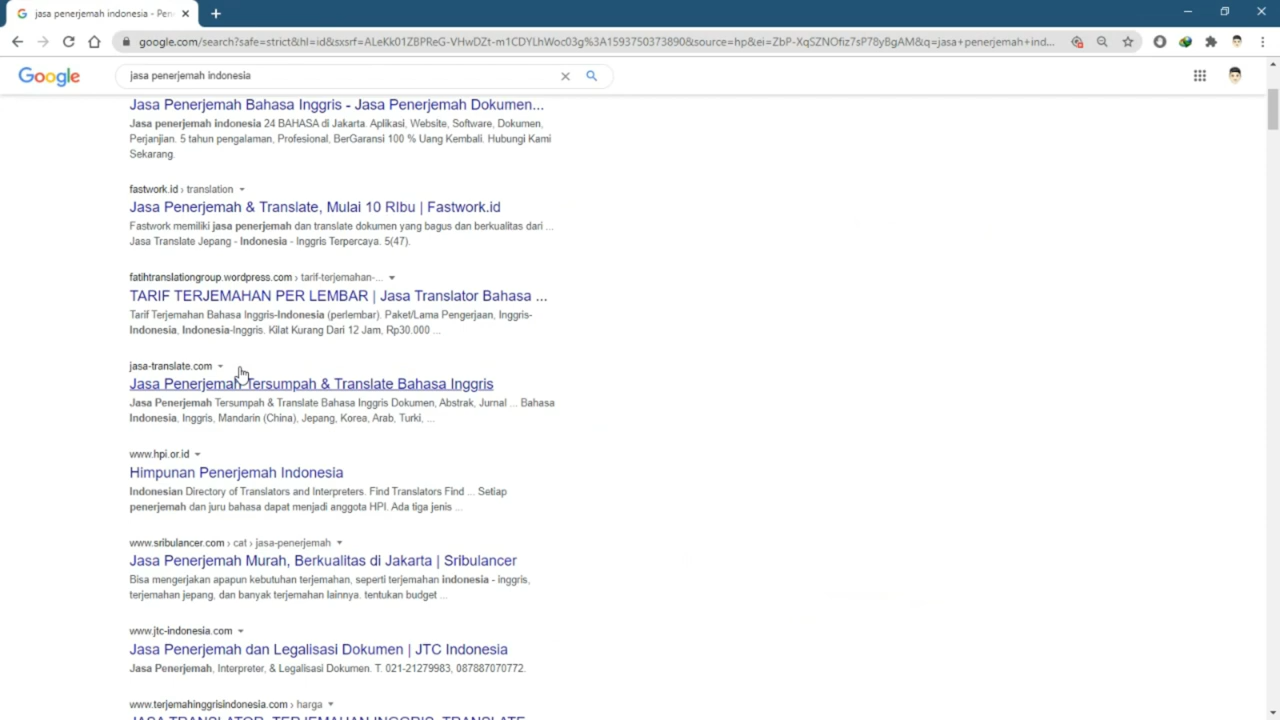 jasa penerjemah indonesia - Pen
google.com/search?safe=strict&hl=id&sxsrf=ALeKk01ZBPReG-VHwDZt-m1CDYLhWoc03g%3A1593750373890&source=hp&ei=ZbP-XqSZNOfiz7sP78yBgAM&q=jasa+penerjemah+ind...
Google
jasa penerjemah indonesia
Jasa Penerjemah Bahasa Inggris - Jasa Penerjemah Dokumen...
Jasa penerjemah indonesia 24 BAHASA di Jakarta. Aplikasi, Website, Software, Dokumen,
Perjanjian. 5 tahun pengalaman, Profesional, BerGaransi 100 % Uang Kembali. Hubungi Kami
Sekarang.
fastwork.id › translation
Jasa Penerjemah & Translate, Mulai 10 RIbu | Fastwork.id
Fastwork memiliki jasa penerjemah dan translate dokumen yang bagus dan berkualitas dari ...
Jasa Translate Jepang - Indonesia - Inggris Terpercaya. 5(47).
fatihtranslationgroup.wordpress.com › tarif-terjemahan-...
TARIF TERJEMAHAN PER LEMBAR | Jasa Translator Bahasa ...
Tarif Terjemahan Bahasa Inggris-Indonesia (perlembar). Paket/Lama Pengerjaan, Inggris-
Indonesia, Indonesia-Inggris. Kilat Kurang Dari 12 Jam, Rp30.000 ...
jasa-translate.com
Jasa Penerjemah Tersumpah & Translate Bahasa Inggris
Jasa Penerjemah Tersumpah & Translate Bahasa Inggris Dokumen, Abstrak, Jurnal ... Bahasa
Indonesia, Inggris, Mandarin (China), Jepang, Korea, Arab, Turki, ...
www.hpi.or.id
Himpunan Penerjemah Indonesia
Indonesian Directory of Translators and Interpreters. Find Translators Find ... Setiap
penerjemah dan juru bahasa dapat menjadi anggota HPI. Ada tiga jenis ...
www.sribulancer.com › cat › jasa-penerjemah
Jasa Penerjemah Murah, Berkualitas di Jakarta | Sribulancer
Bisa mengerjakan apapun kebutuhan terjemahan, seperti terjemahan indonesia - inggris,
terjemahan jepang, dan banyak terjemahan lainnya. tentukan budget ...
www.jtc-indonesia.com
Jasa Penerjemah dan Legalisasi Dokumen | JTC Indonesia
Jasa Penerjemah, Interpreter, & Legalisasi Dokumen. T. 021-21279983, 087887070772.
www.terjemahinggrisindonesia.com › harga
JASA TRANSLATOR, TERJEMAHAN INGGRIS, TRANSLATE